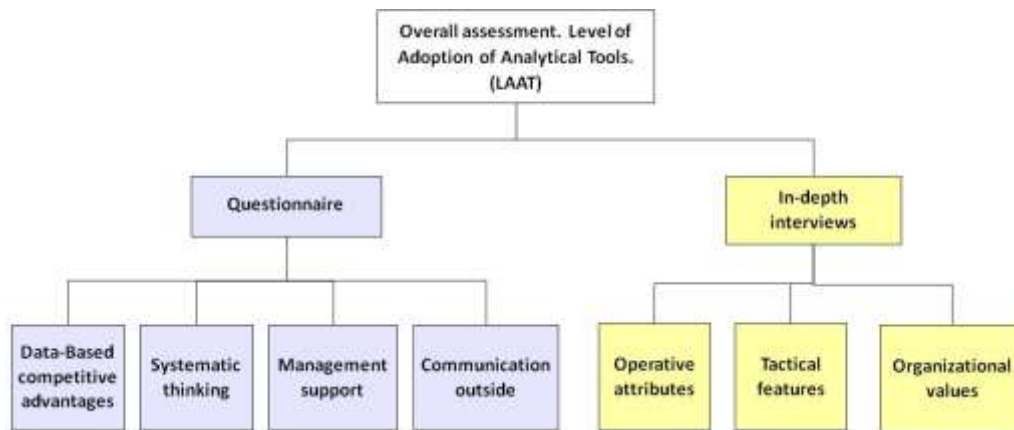 Overall assessment. Level of
Adoption of Analytical Tools.
(LAAT)
Questionnaire
In-depth
interviews
Data-Based
competitive
advantages
Systematic
thinking
Management
support
Communication
outside
Operative
attributes
Tactical
features
Organizational
values